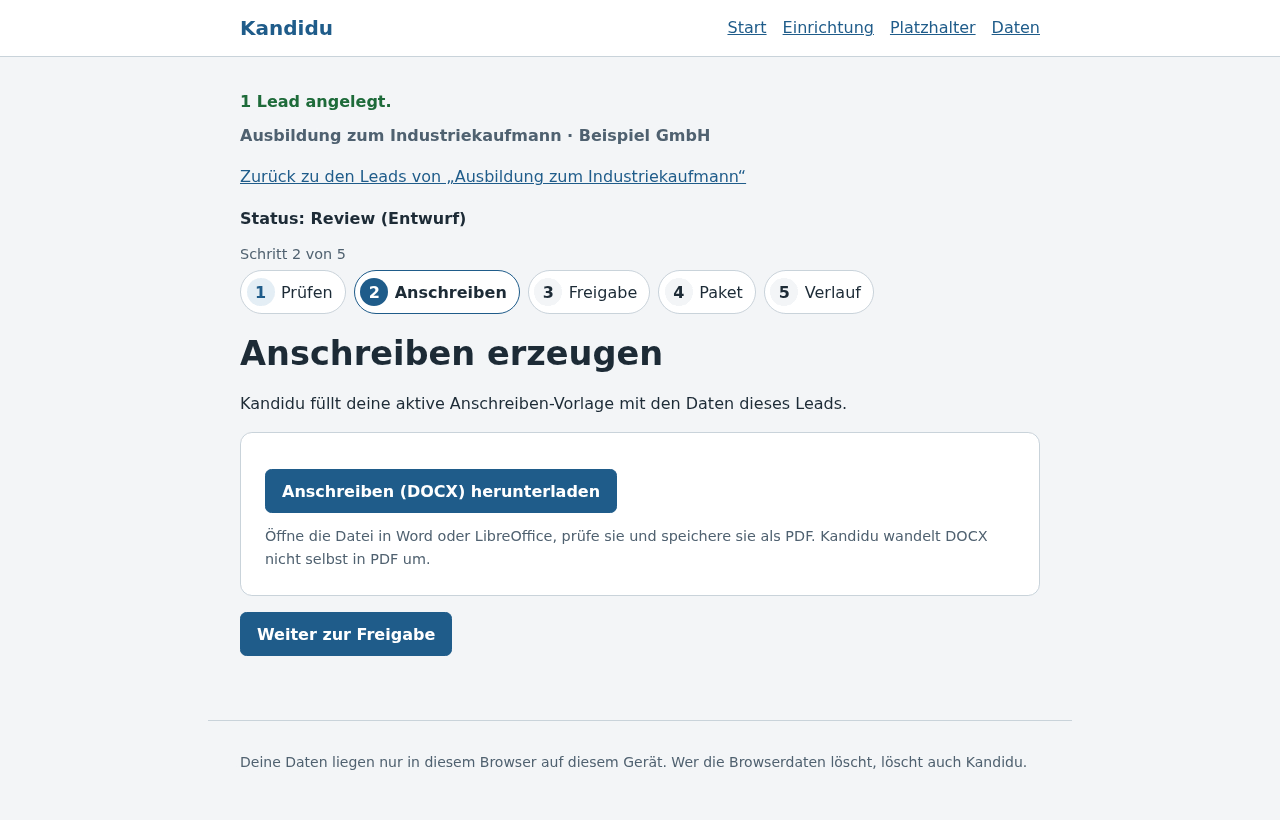 Kandidu
Start Einrichtung Platzhalter Daten
1 Lead angelegt.
Ausbildung zum Industriekaufmann · Beispiel GmbH
Zurück zu den Leads von „Ausbildung zum Industriekaufmann“
Status: Review (Entwurf)
Schritt 2 von 5
1 Prüfen 2 Anschreiben 3 Freigabe 4 Paket 5 Verlauf
Anschreiben erzeugen
Kandidu füllt deine aktive Anschreiben-Vorlage mit den Daten dieses Leads.
Anschreiben (DOCX) herunterladen
Öffne die Datei in Word oder LibreOffice, prüfe sie und speichere sie als PDF. Kandidu wandelt DOCX
nicht selbst in PDF um.
Weiter zur Freigabe
Deine Daten liegen nur in diesem Browser auf diesem Gerät. Wer die Browserdaten löscht, löscht auch Kandidu.